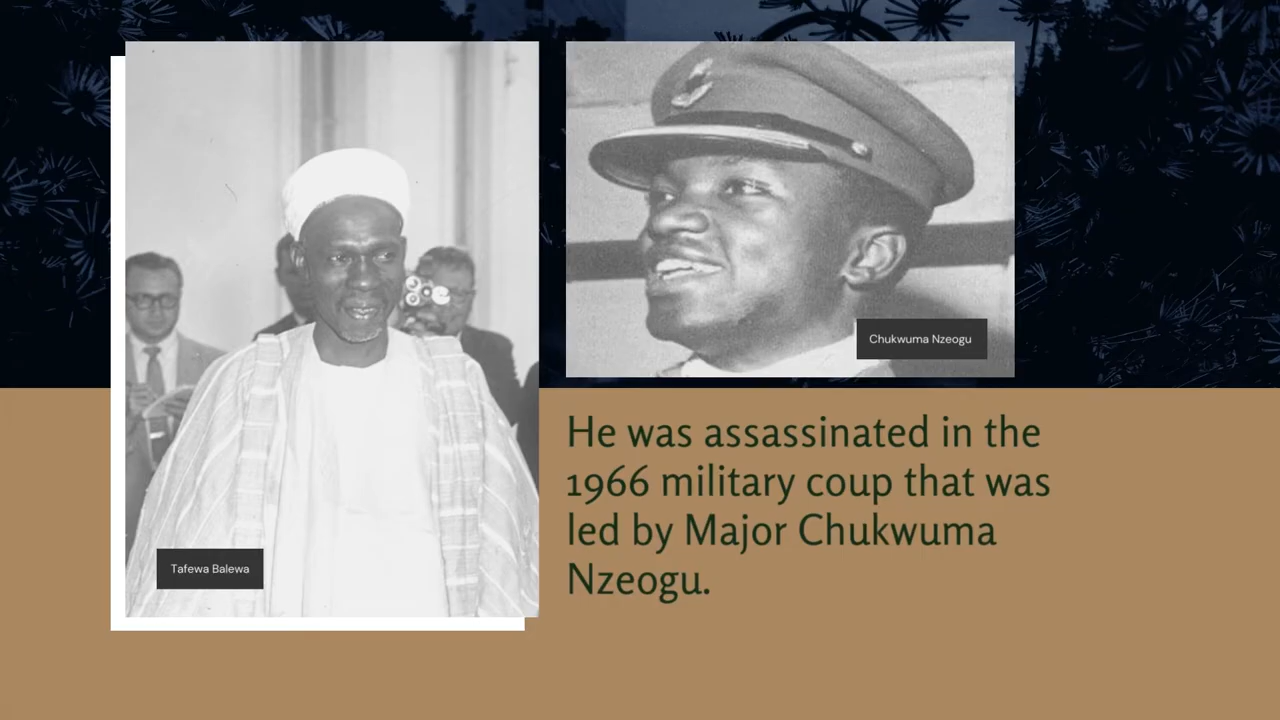 Chukwuma Nzeogu
He was assassinated in the
1966 military coup that was
led by Major Chukwuma
Nzeogu.
Tafewa Balewa